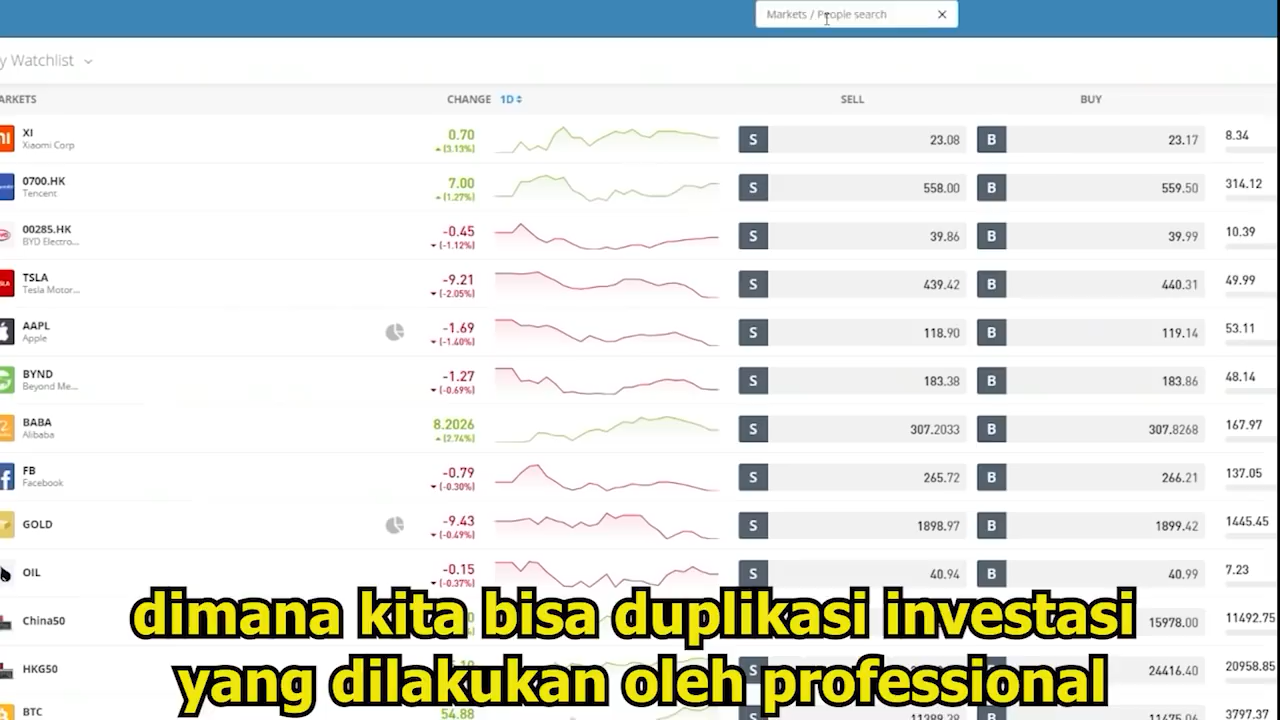 Markets / People search
y Watchlist
ARKETS CHANGE 1D SELL BUY
XI 0.70 S 23.08 B 23.17 8.34
Xiaomi Corp (3.13%)
0700.HK 7.00 S 558.00 B 559.50 314.12
Tencent (1.27%)
00285.HK -0.45 S 39.86 B 39.99 10.39
BYD Electro... (-1.12%)
TSLA -9.21 S 439.42 B 440.31 49.99
Tesla Motor... (-2.05%)
AAPL -1.69 S 118.90 B 119.14 53.11
Apple (-1.40%)
BYND -1.27 S 183.38 B 183.86 48.14
Beyond Me... (-0.69%)
BABA 8.2026 S 307.2033 B 307.8268 167.97
Alibaba (2.74%)
FB -0.79 S 265.72 B 266.21 137.05
Facebook (-0.30%)
GOLD -9.43 S 1898.97 B 1899.42 1445.45
(-0.49%)
OIL -0.15 S 40.94 B 40.99 7.23
(-0.37%)
China50 15978.00 11492.75
HKG50 24416.40 20958.85
BTC 54.88 3797.37
dimana kita bisa duplikasi investasi
yang dilakukan oleh professional